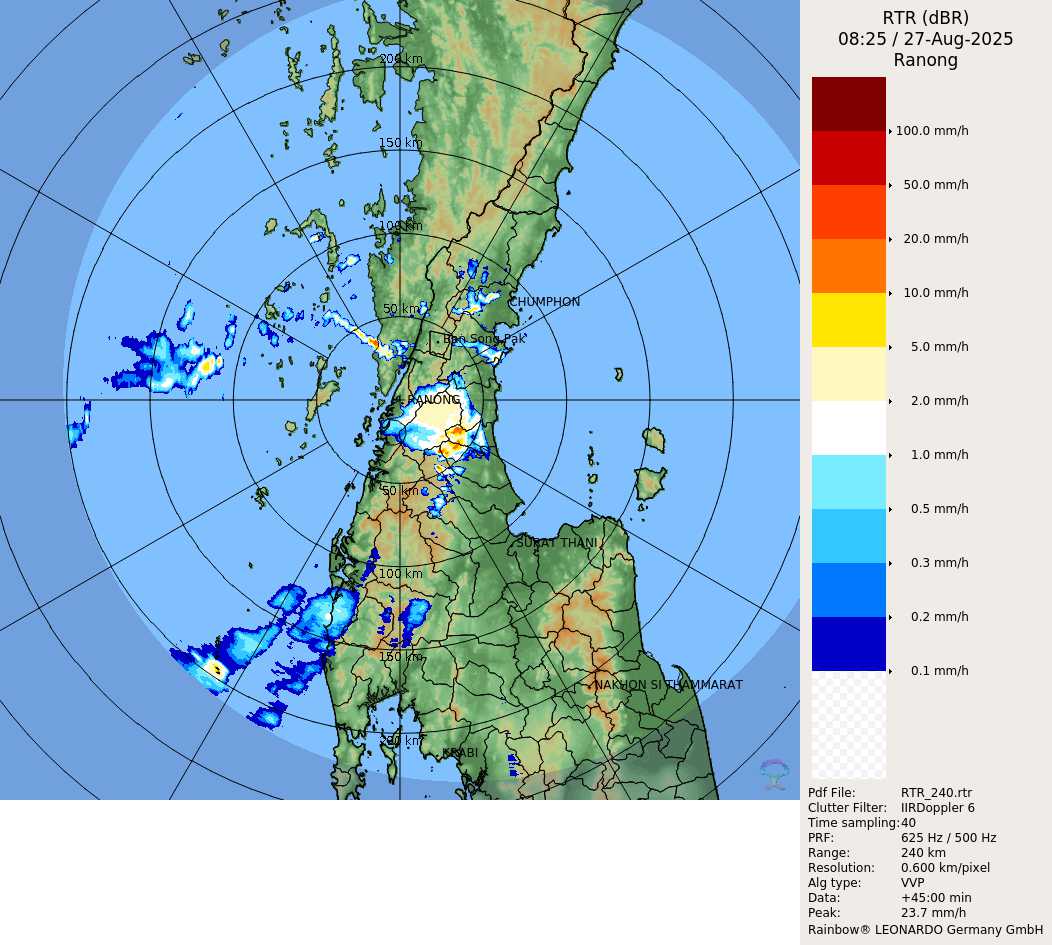 200 km
150 km
100 km
CHUMPHON
50 km
Ban Song Pak
RANONG
50 km
SURAT THANI
100 km
150 km
NAKHON SI THAMMARAT
200 km
KRABI
RTR (dBR)
08:25 / 27-Aug-2025
Ranong
100.0 mm/h
50.0 mm/h
20.0 mm/h
10.0 mm/h
5.0 mm/h
2.0 mm/h
1.0 mm/h
0.5 mm/h
0.3 mm/h
0.2 mm/h
0.1 mm/h
Pdf File: RTR_240.rtr
Clutter Filter: IIRDoppler 6
Time sampling: 40
PRF: 625 Hz / 500 Hz
Range: 240 km
Resolution: 0.600 km/pixel
Alg type: VVP
Data: +45:00 min
Peak: 23.7 mm/h
Rainbow® LEONARDO Germany GmbH